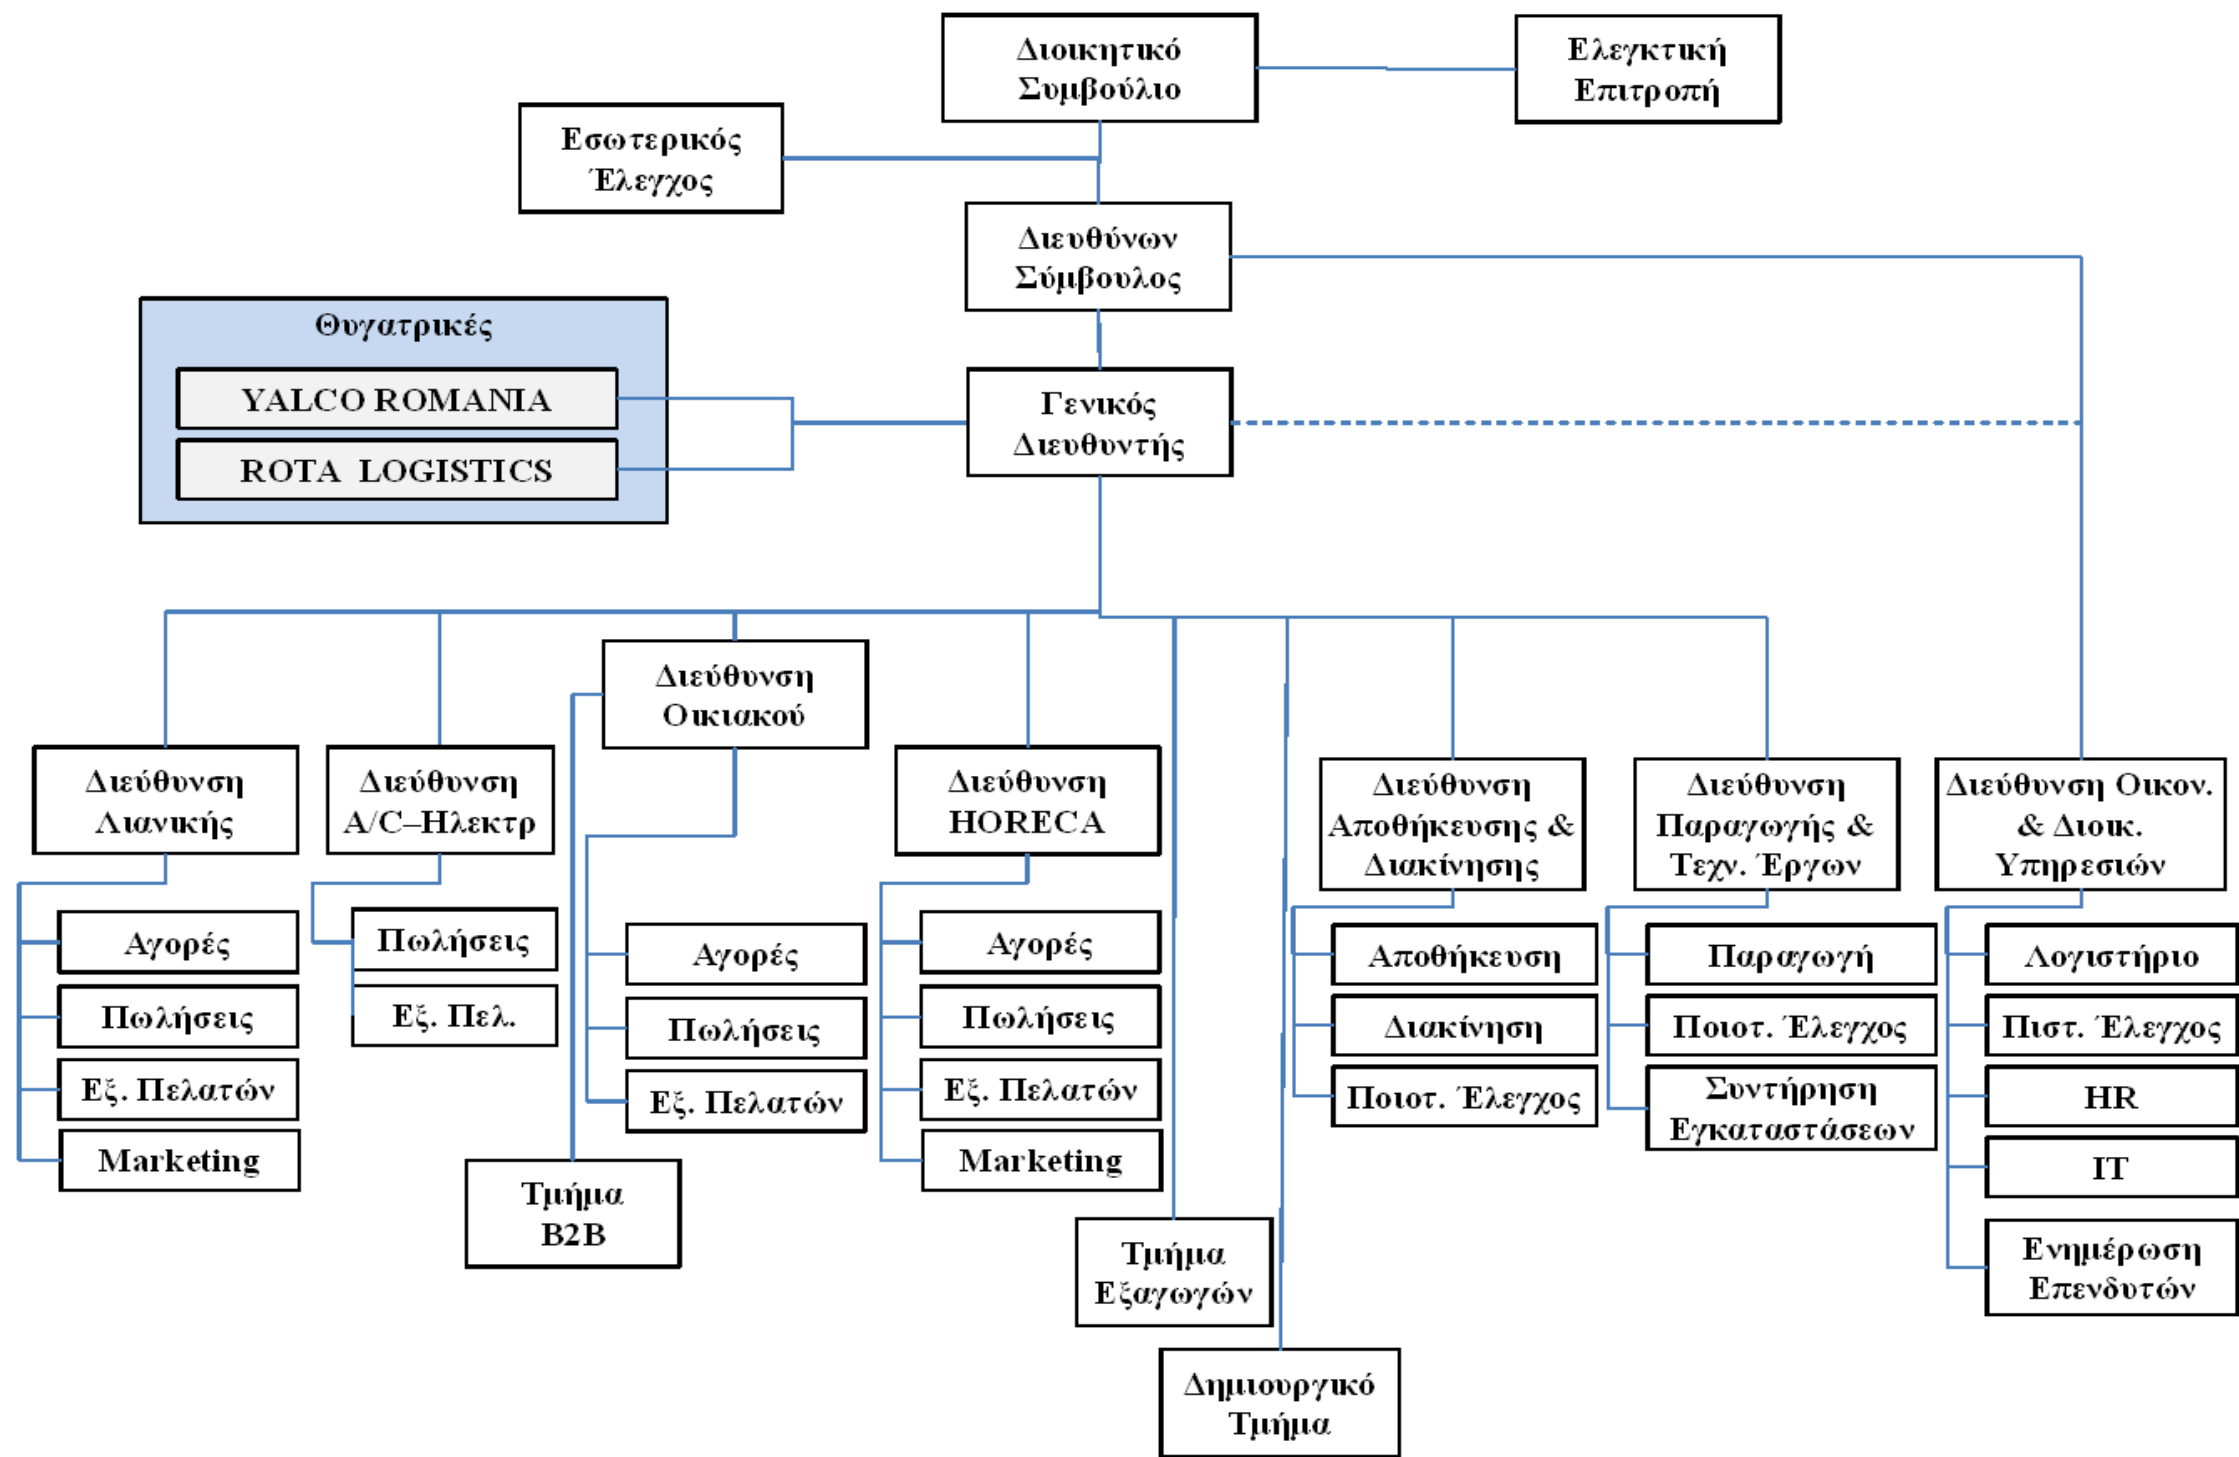 Διοικητικό
Συμβούλιο
Ελεγκτική
Επιτροπή
Εσωτερικός
Έλεγχος
Διευθύνων
Σύμβουλος
Θυγατρικές
YALCO ROMANIA
ROTA LOGISTICS
Γενικός
Διευθυντής
Διεύθυνση
Λιανικής
Αγορές
Πωλήσεις
Εξ. Πελατών
Marketing
Διεύθυνση
A/C–Ηλεκτρ
Πωλήσεις
Εξ. Πελ.
Διεύθυνση
Οικιακού
Αγορές
Πωλήσεις
Εξ. Πελατών
Τμήμα
B2B
Διεύθυνση
HORECA
Αγορές
Πωλήσεις
Εξ. Πελατών
Marketing
Τμήμα
Εξαγωγών
Δημιουργικό
Τμήμα
Διεύθυνση
Αποθήκευσης &
Διακίνησης
Αποθήκευση
Διακίνηση
Ποιοτ. Έλεγχος
Διεύθυνση
Παραγωγής &
Τεχν. Έργων
Παραγωγή
Ποιοτ. Έλεγχος
Συντήρηση
Εγκαταστάσεων
Διεύθυνση Οικον.
& Διοικ.
Υπηρεσιών
Λογιστήριο
Πιστ. Έλεγχος
HR
IT
Ενημέρωση
Επενδυτών